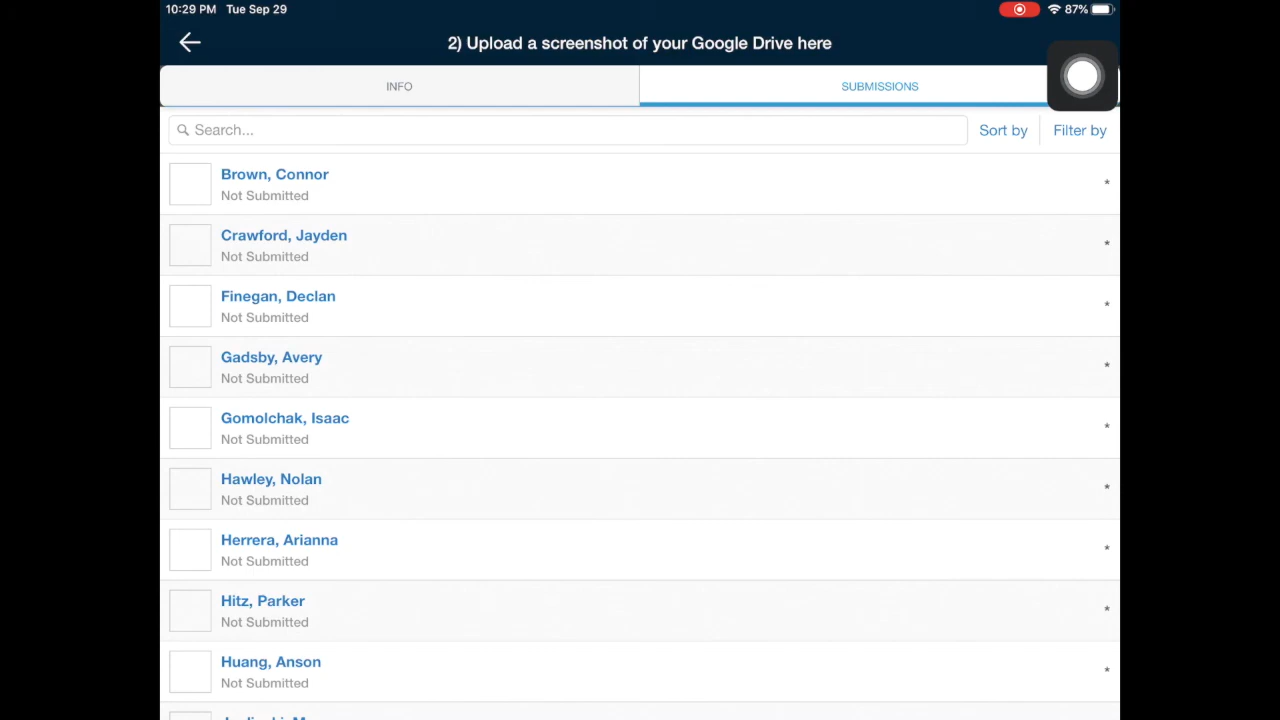 10:29 PM Tue Sep 29
87%
2) Upload a screenshot of your Google Drive here
INFO
SUBMISSIONS
Search...
Sort by
Filter by
Brown, Connor
Not Submitted
*
Crawford, Jayden
Not Submitted
*
Finegan, Declan
Not Submitted
*
Gadsby, Avery
Not Submitted
*
Gomolchak, Isaac
Not Submitted
*
Hawley, Nolan
Not Submitted
*
Herrera, Arianna
Not Submitted
*
Hitz, Parker
Not Submitted
*
Huang, Anson
Not Submitted
*